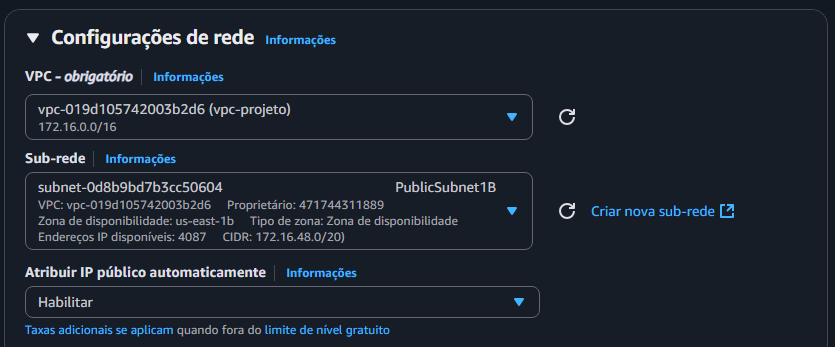 Configurações de rede Informações
VPC - obrigatório Informações
vpc-019d105742003b2d6 (vpc-projeto)
172.16.0.0/16
Sub-rede Informações
subnet-0d8b9bd7b3cc50604 PublicSubnet1B
VPC: vpc-019d105742003b2d6 Proprietário: 471744311889
Zona de disponibilidade: us-east-1b Tipo de zona: Zona de disponibilidade
Endereços IP disponíveis: 4087 CIDR: 172.16.48.0/20)
Criar nova sub-rede
Atribuir IP público automaticamente Informações
Habilitar
Taxas adicionais se aplicam quando fora do limite de nível gratuito